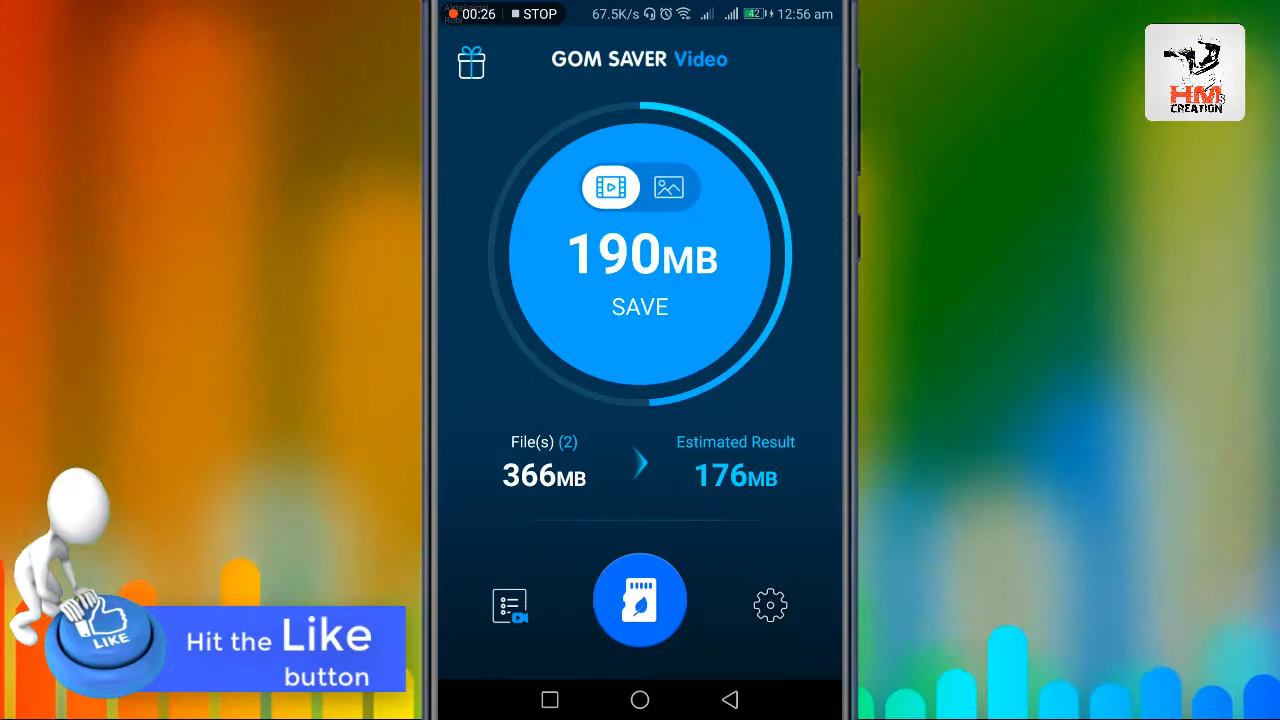 00:26 STOP 67.5K/s 42 12:56 am
GOM SAVER Video
HM's
CREATION
190MB
SAVE
File(s) (2) Estimated Result
366MB 176MB
LIKE
Hit the Like
button